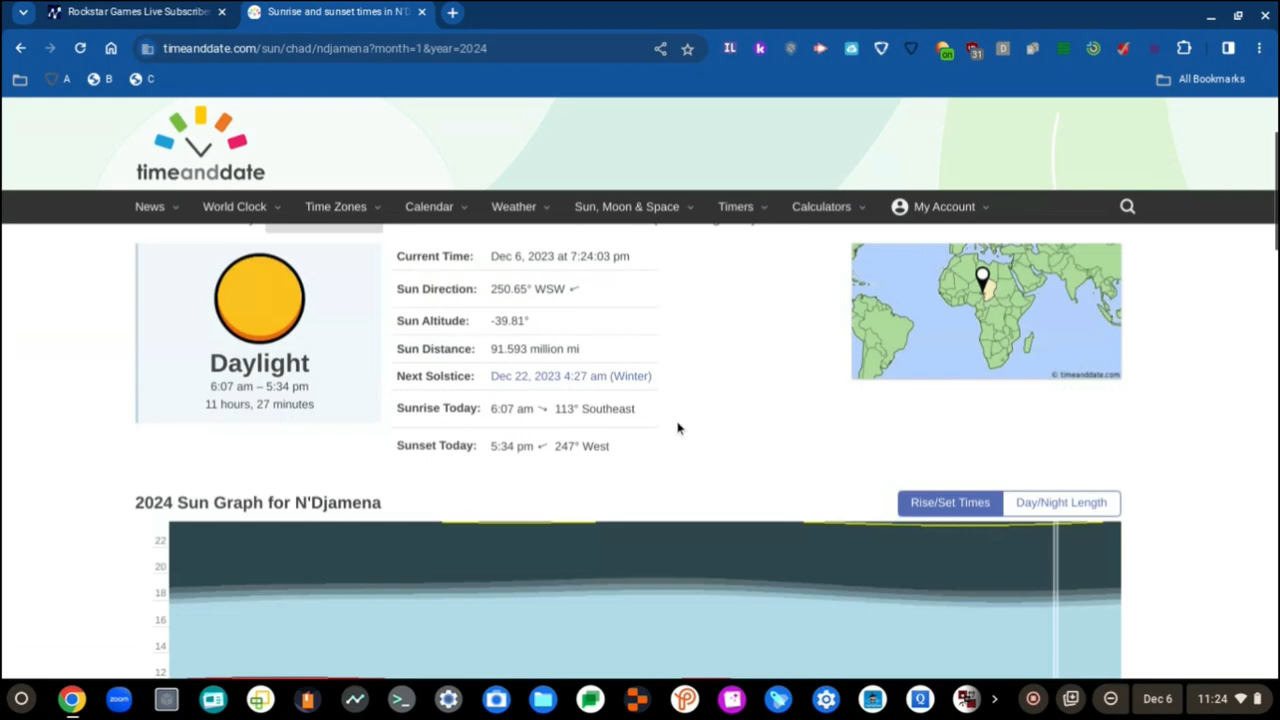 Rockstar Games Live Subscribe
Sunrise and sunset times in N'D
timeanddate.com/sun/chad/ndjamena?month=1&year=2024
IL
k
on
31
D
Q
A
B
C
All Bookmarks
timeanddate
News
World Clock
Time Zones
Calendar
Weather
Sun, Moon & Space
Timers
Calculators
My Account
Daylight
6:07 am – 5:34 pm
11 hours, 27 minutes
Current Time: Dec 6, 2023 at 7:24:03 pm
Sun Direction: 250.65° WSW
Sun Altitude: -39.81°
Sun Distance: 91.593 million mi
Next Solstice: Dec 22, 2023 4:27 am (Winter)
Sunrise Today: 6:07 am 113° Southeast
Sunset Today: 5:34 pm 247° West
© timeanddate.com
2024 Sun Graph for N'Djamena
Rise/Set Times
Day/Night Length
22
20
18
16
14
12
zoom
Dec 6
11:24